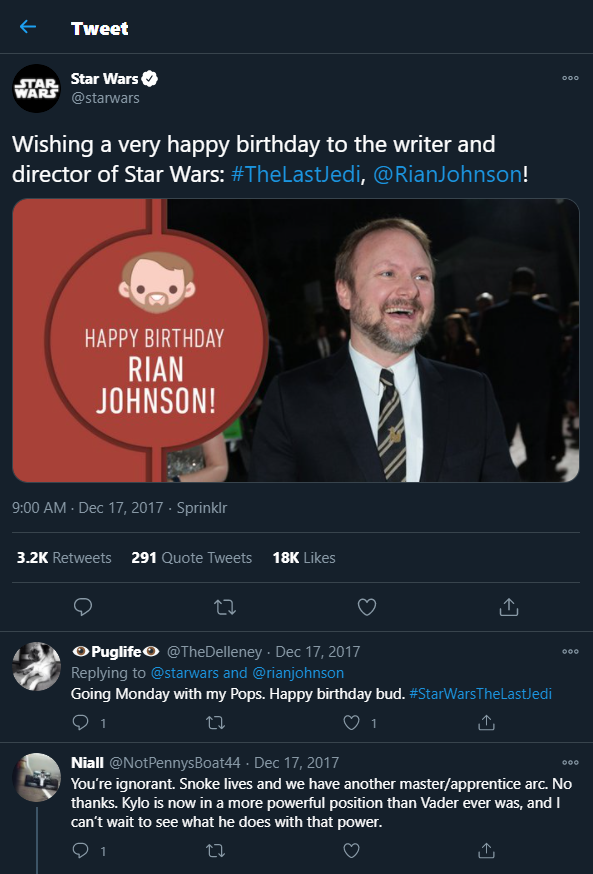 Tweet
STAR WARS
Star Wars
@starwars
Wishing a very happy birthday to the writer and
director of Star Wars: #TheLastJedi, @RianJohnson!
HAPPY BIRTHDAY
RIAN
JOHNSON!
9:00 AM · Dec 17, 2017 · Sprinklr
3.2K Retweets 291 Quote Tweets 18K Likes
👁Puglife👁 @TheDelleney · Dec 17, 2017
Replying to @starwars and @rianjohnson
Going Monday with my Pops. Happy birthday bud. #StarWarsTheLastJedi
1 1
Niall @NotPennysBoat44 · Dec 17, 2017
You're ignorant. Snoke lives and we have another master/apprentice arc. No
thanks. Kylo is now in a more powerful position than Vader ever was, and I
can't wait to see what he does with that power.
1